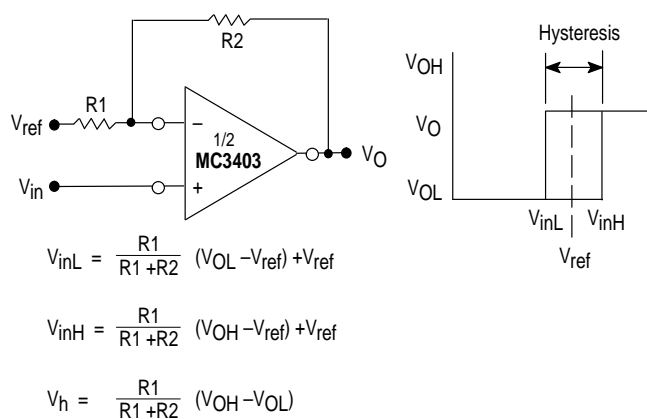 R2
Hysteresis
R1
Vref
–
1/2
MC3403
VO
Vin
+
VOH
VO
VOL
VinL
VinH
Vref
VinL = R1 / R1 +R2 (VOL –Vref) +Vref
VinH = R1 / R1 +R2 (VOH –Vref) +Vref
Vh = R1 / R1 +R2 (VOH –VOL)